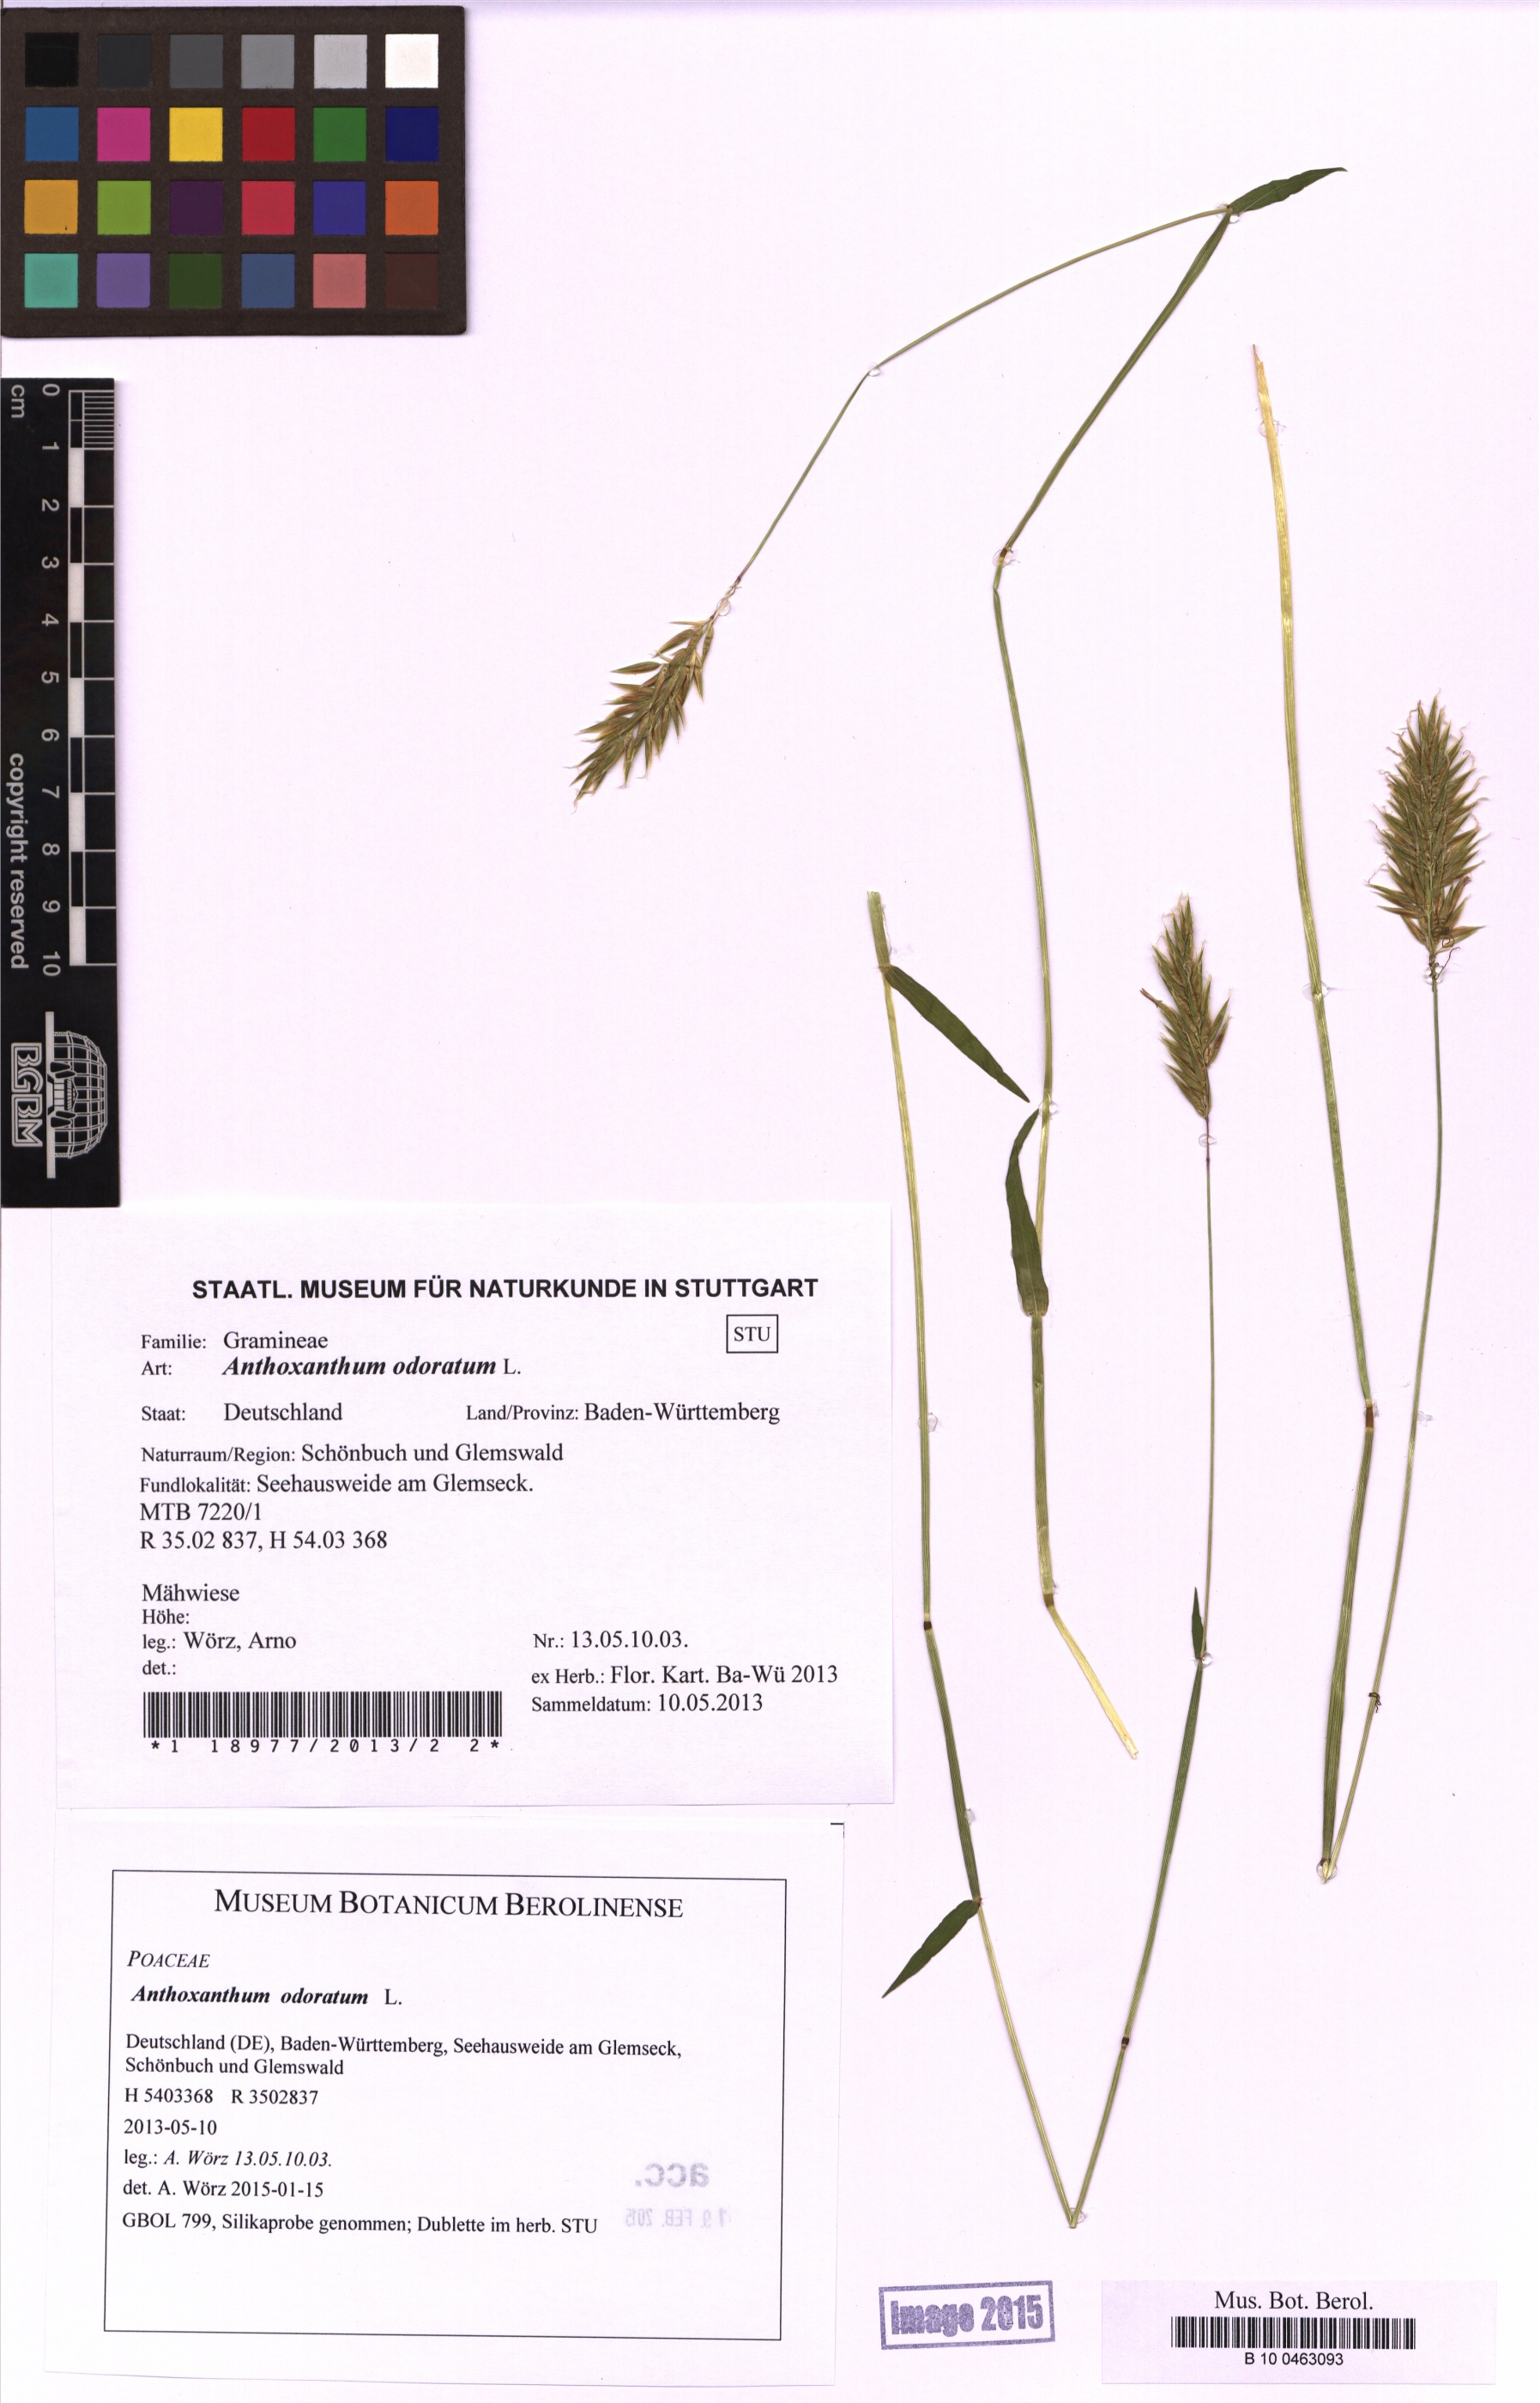 cm
0
1
2
3
4
5
6
7
8
9
10
copyright reserved
BGBM
STAATL. MUSEUM FÜR NATURKUNDE IN STUTTGART
STU
Familie: Gramineae
Art: Anthoxanthum odoratum L.
Staat: Deutschland Land/Provinz: Baden-Württemberg
Naturraum/Region: Schönbuch und Glemswald
Fundlokalität: Seehausweide am Glemseck.
MTB 7220/1
R 35.02 837, H 54.03 368
Mähwiese
Höhe:
leg.: Wörz, Arno Nr.: 13.05.10.03.
det.: ex Herb.: Flor. Kart. Ba-Wü 2013
Sammeldatum: 10.05.2013
*1 18977/2013/2 2*
MUSEUM BOTANICUM BEROLINENSE
POACEAE
Anthoxanthum odoratum L.
Deutschland (DE), Baden-Württemberg, Seehausweide am Glemseck,
Schönbuch und Glemswald
H 5403368 R 3502837
2013-05-10
leg.: A. Wörz 13.05.10.03.
det. A. Wörz 2015-01-15
acc.
19. FEB. 2015
GBOL 799, Silikaprobe genommen; Dublette im herb. STU
Image 2015
Mus. Bot. Berol.
B 10 0463093